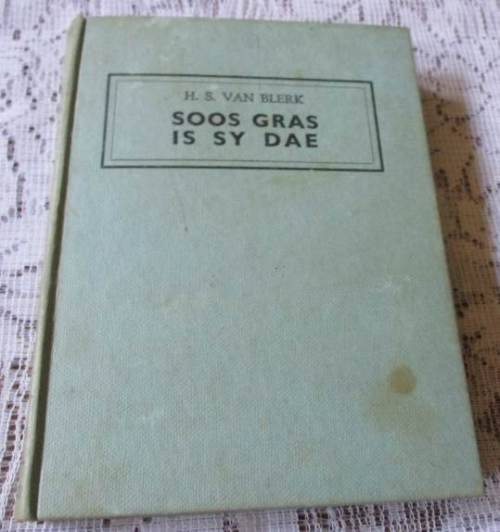 H. S. VAN BLERK
SOOS GRAS
IS SY DAE